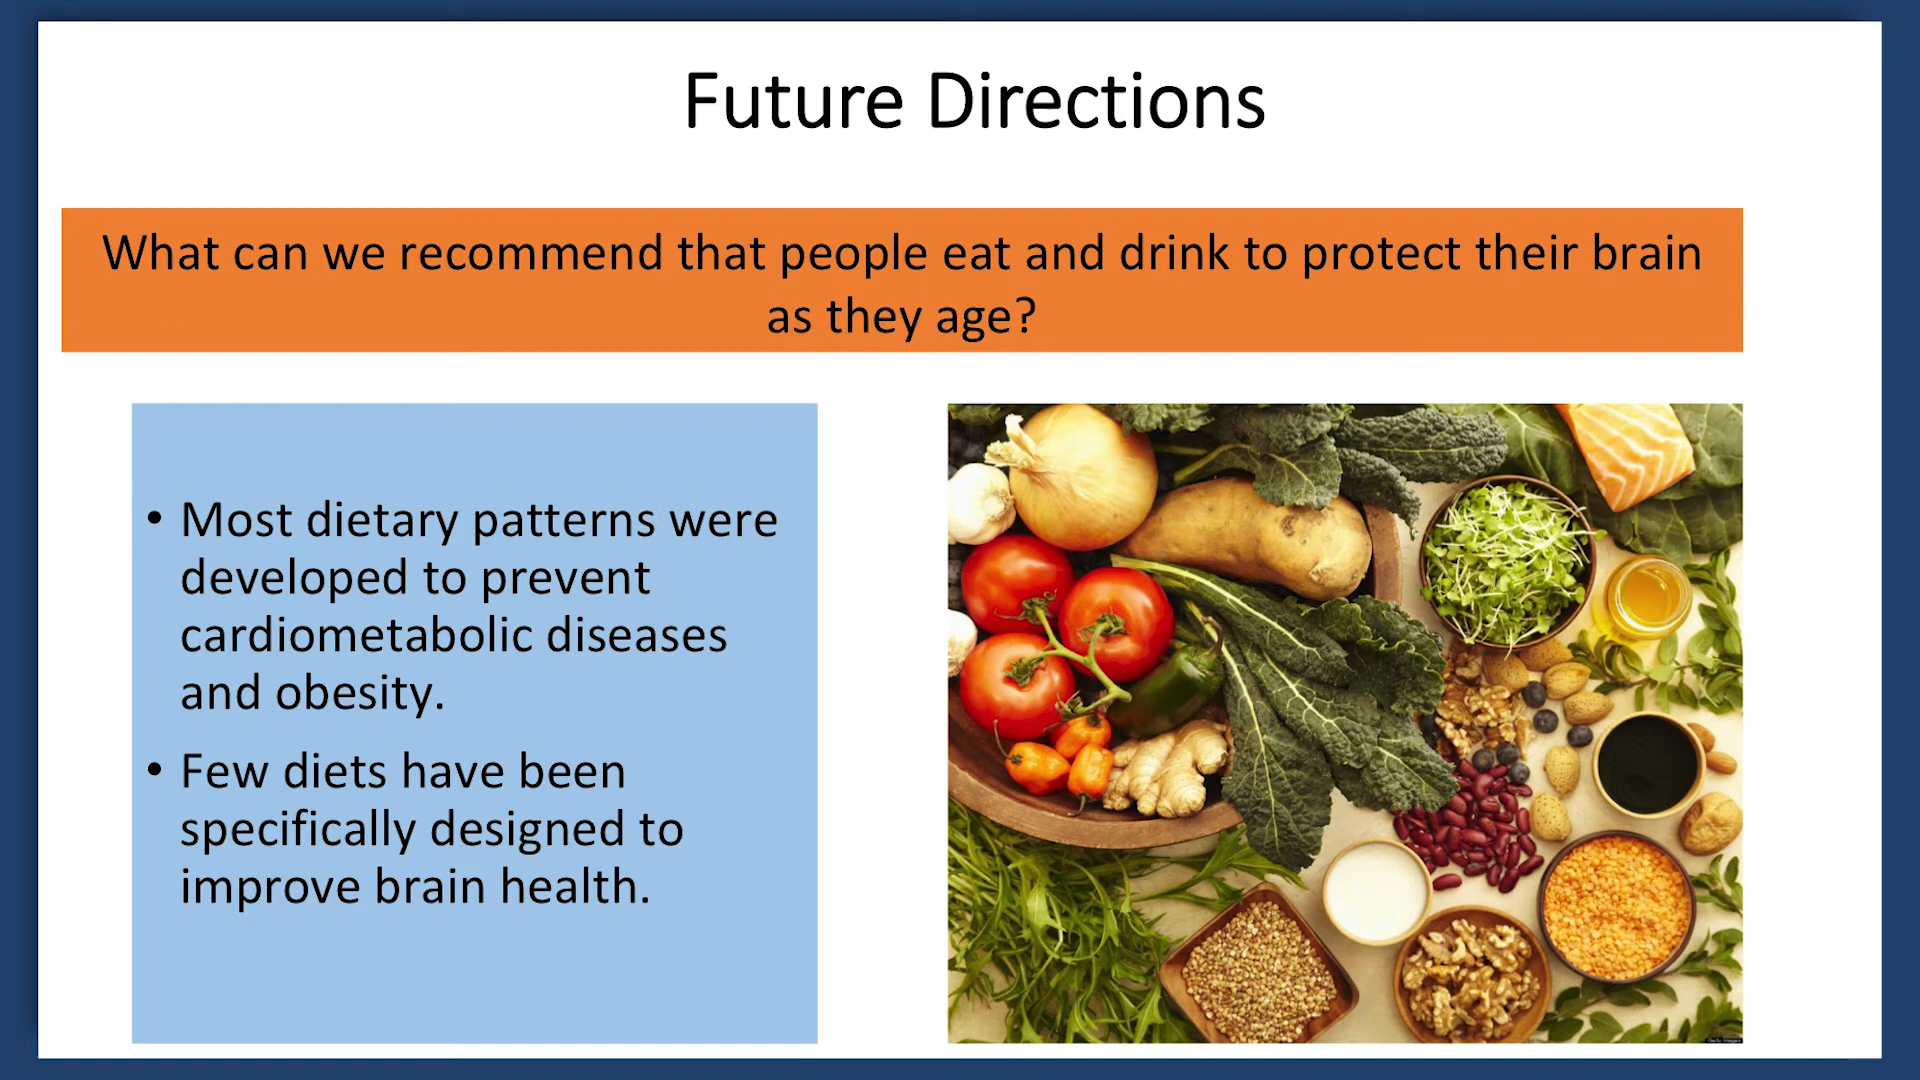 Future Directions
What can we recommend that people eat and drink to protect their brain
as they age?
• Most dietary patterns were
developed to prevent
cardiometabolic diseases
and obesity.
• Few diets have been
specifically designed to
improve brain health.